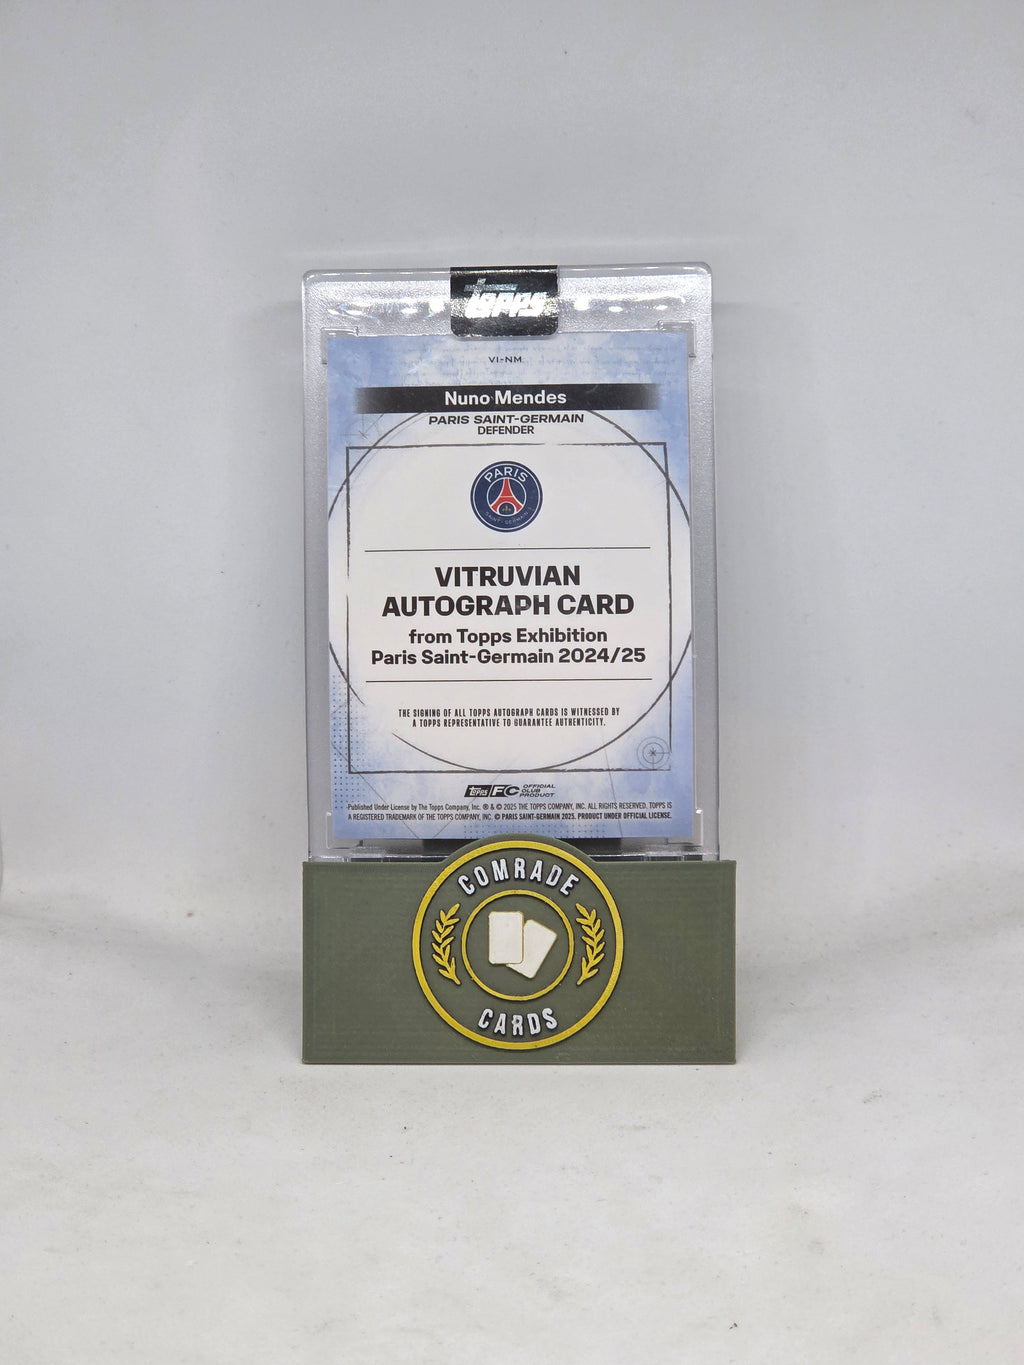 Topps
VI-NM
Nuno Mendes
PARIS SAINT-GERMAIN
DEFENDER
PARIS
SAINT-GERMAIN
VITRUVIAN
AUTOGRAPH CARD
from Topps Exhibition
Paris Saint-Germain 2024/25
THE SIGNING OF ALL TOPPS AUTOGRAPH CARDS IS WITNESSED BY
A TOPPS REPRESENTATIVE TO GUARANTEE AUTHENTICITY.
Topps FC OFFICIAL
CLUB
PRODUCT
Published Under License by The Topps Company, Inc. ® & © 2025 THE TOPPS COMPANY, INC. ALL RIGHTS RESERVED. TOPPS IS
A REGISTERED TRADEMARK OF THE TOPPS COMPANY, INC. © PARIS SAINT-GERMAIN 2025. PRODUCT UNDER OFFICIAL LICENSE.
COMRADE
CARDS